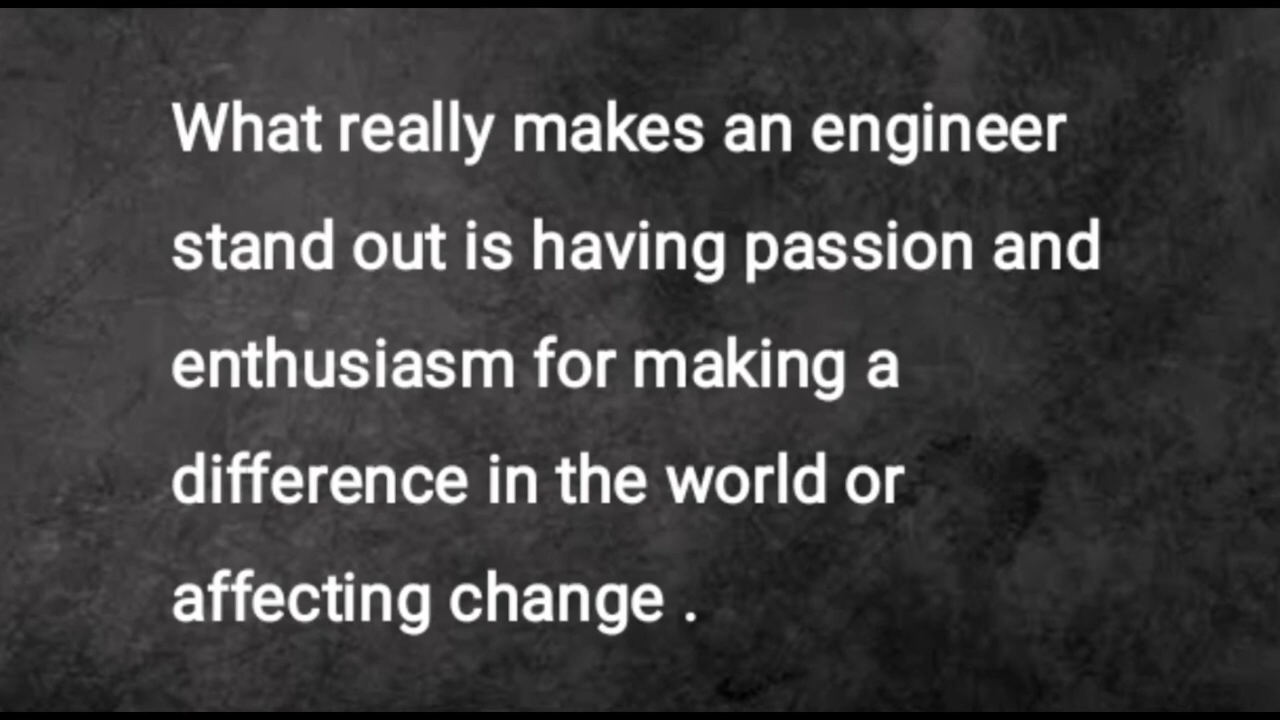 What really makes an engineer
stand out is having passion and
enthusiasm for making a
difference in the world or
affecting change .